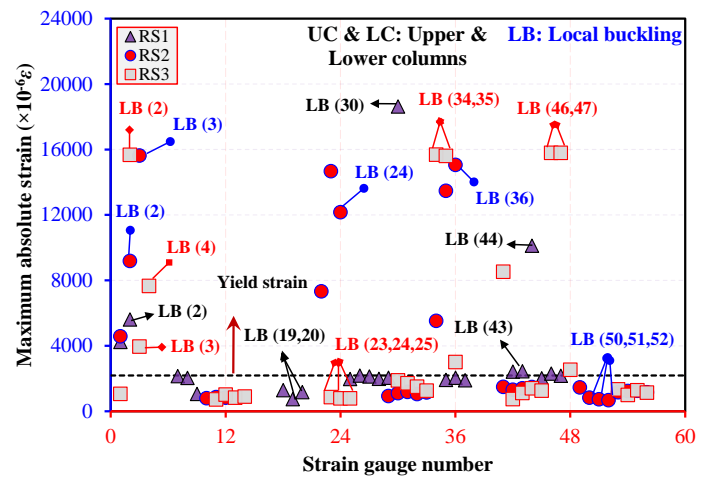 24000
20000
16000
12000
8000
4000
0
Maximum absolute strain (×10⁻⁶ε)
RS1
RS2
RS3
UC & LC: Upper &
Lower columns
LB: Local buckling
LB (2)
LB (3)
LB (30)
LB (34,35)
LB (46,47)
LB (24)
LB (36)
LB (2)
LB (4)
LB (44)
Yield strain
LB (2)
LB (3)
LB (19,20)
LB (23,24,25)
LB (43)
LB (50,51,52)
0
12
24
36
48
60
Strain gauge number